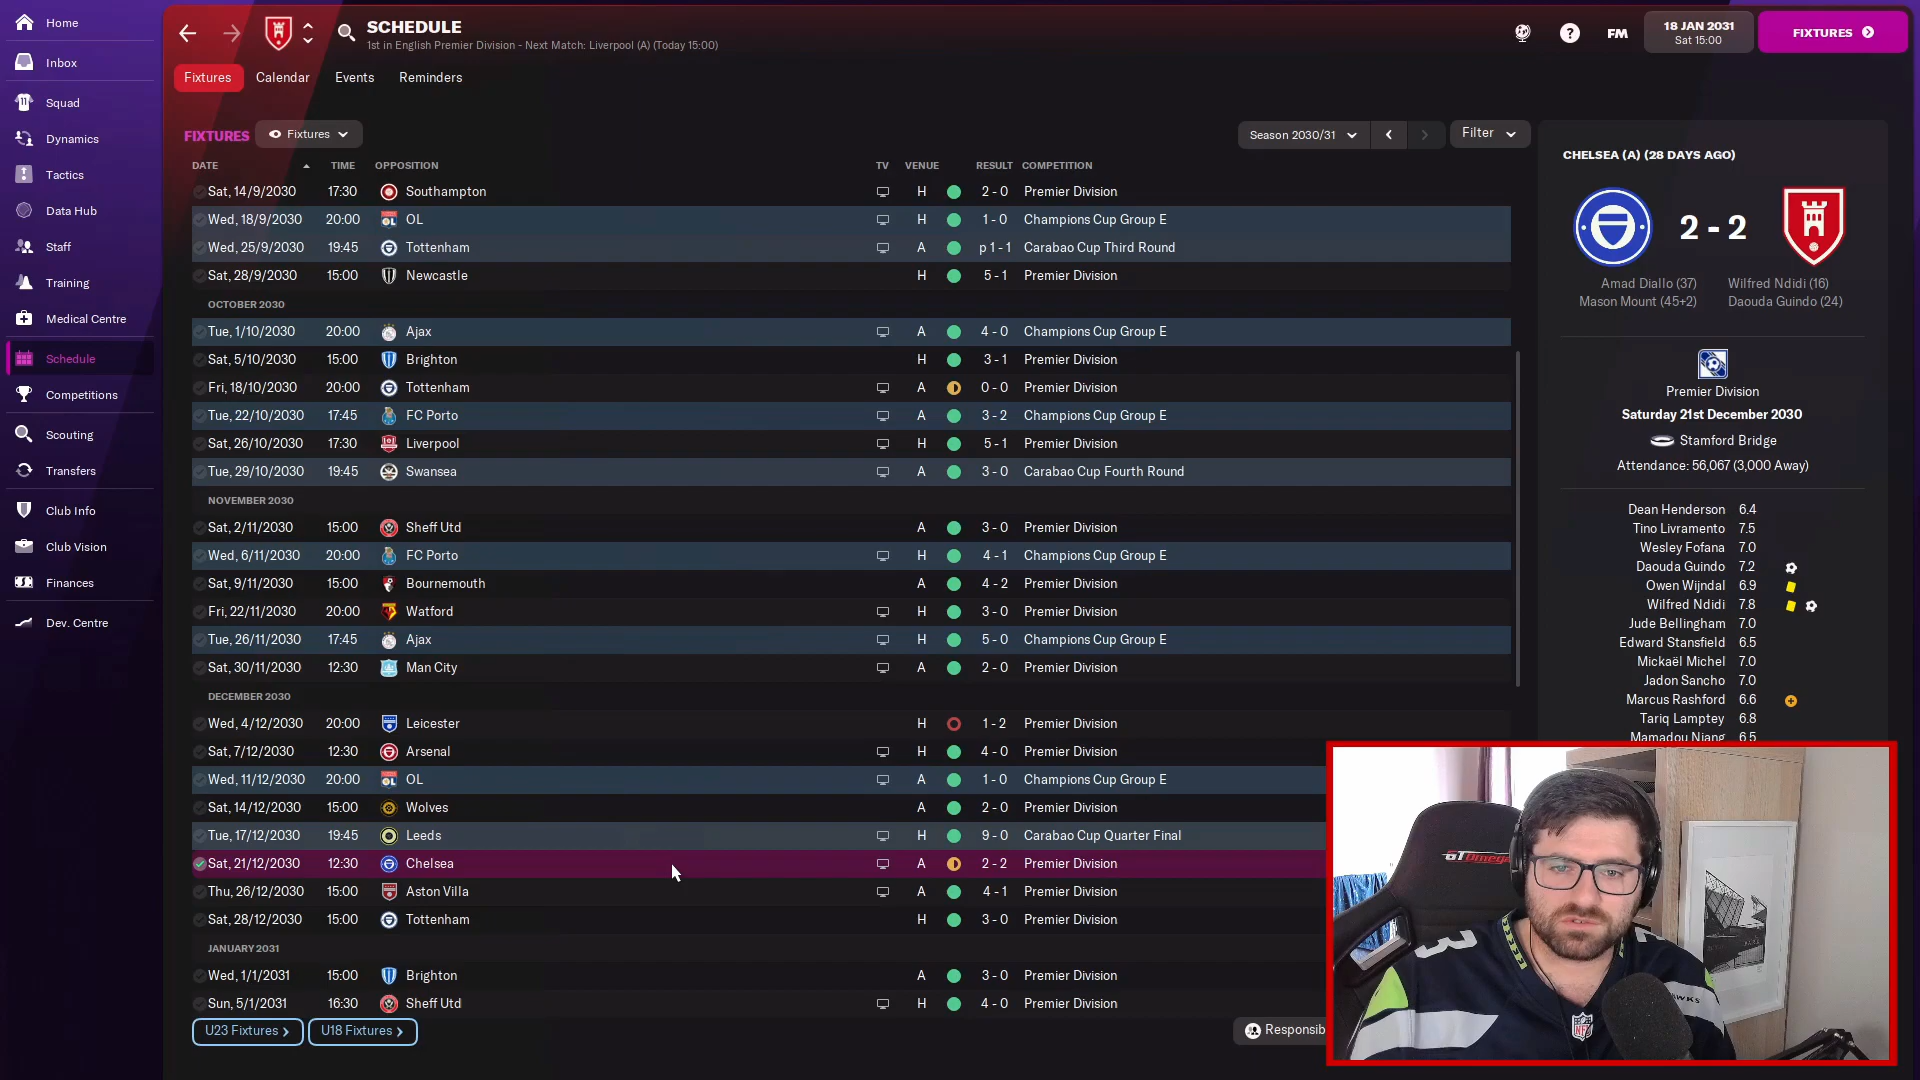 Home
Inbox
Squad
Dynamics
Tactics
Data Hub
Staff
Training
Medical Centre
Schedule
Competitions
Scouting
Transfers
Club Info
Club Vision
Finances
Dev. Centre
SCHEDULE
1st in English Premier Division - Next Match: Liverpool (A) (Today 15:00)
FM
18 JAN 2031
Sat 15:00
FIXTURES
Fixtures Calendar Events Reminders
FIXTURES Fixtures Season 2030/31 Filter
DATE TIME OPPOSITION TV VENUE RESULT COMPETITION
Sat, 14/9/2030 17:30 Southampton H 2 - 0 Premier Division
Wed, 18/9/2030 20:00 OL H 1 - 0 Champions Cup Group E
Wed, 25/9/2030 19:45 Tottenham A p 1 - 1 Carabao Cup Third Round
Sat, 28/9/2030 15:00 Newcastle H 5 - 1 Premier Division
OCTOBER 2030
Tue, 1/10/2030 20:00 Ajax A 4 - 0 Champions Cup Group E
Sat, 5/10/2030 15:00 Brighton H 3 - 1 Premier Division
Fri, 18/10/2030 20:00 Tottenham A 0 - 0 Premier Division
Tue, 22/10/2030 17:45 FC Porto A 3 - 2 Champions Cup Group E
Sat, 26/10/2030 17:30 Liverpool H 5 - 1 Premier Division
Tue, 29/10/2030 19:45 Swansea A 3 - 0 Carabao Cup Fourth Round
NOVEMBER 2030
Sat, 2/11/2030 15:00 Sheff Utd A 3 - 0 Premier Division
Wed, 6/11/2030 20:00 FC Porto H 4 - 1 Champions Cup Group E
Sat, 9/11/2030 15:00 Bournemouth A 4 - 2 Premier Division
Fri, 22/11/2030 20:00 Watford H 3 - 0 Premier Division
Tue, 26/11/2030 17:45 Ajax H 5 - 0 Champions Cup Group E
Sat, 30/11/2030 12:30 Man City A 2 - 0 Premier Division
DECEMBER 2030
Wed, 4/12/2030 20:00 Leicester H 1 - 2 Premier Division
Sat, 7/12/2030 12:30 Arsenal H 4 - 0 Premier Division
Wed, 11/12/2030 20:00 OL A 1 - 0 Champions Cup Group E
Sat, 14/12/2030 15:00 Wolves A 2 - 0 Premier Division
Tue, 17/12/2030 19:45 Leeds H 9 - 0 Carabao Cup Quarter Final
Sat, 21/12/2030 12:30 Chelsea A 2 - 2 Premier Division
Thu, 26/12/2030 15:00 Aston Villa A 4 - 1 Premier Division
Sat, 28/12/2030 15:00 Tottenham H 3 - 0 Premier Division
JANUARY 2031
Wed, 1/1/2031 15:00 Brighton A 3 - 0 Premier Division
Sun, 5/1/2031 16:30 Sheff Utd H 4 - 0 Premier Division
U23 Fixtures U18 Fixtures Responsib
CHELSEA (A) (28 DAYS AGO)
2 - 2
Amad Diallo (37) Wilfred Ndidi (16)
Mason Mount (45+2) Daouda Guindo (24)
Premier Division
Saturday 21st December 2030
Stamford Bridge
Attendance: 56,067 (3,000 Away)
Dean Henderson 6.4
Tino Livramento 7.5
Wesley Fofana 7.0
Daouda Guindo 7.2
Owen Wijndal 6.9
Wilfred Ndidi 7.8
Jude Bellingham 7.0
Edward Stansfield 6.5
Mickaël Michel 7.0
Jadon Sancho 7.0
Marcus Rashford 6.6
Tariq Lamptey 6.8
Mamadou Niang 6.5
GT Omega
3
NFL